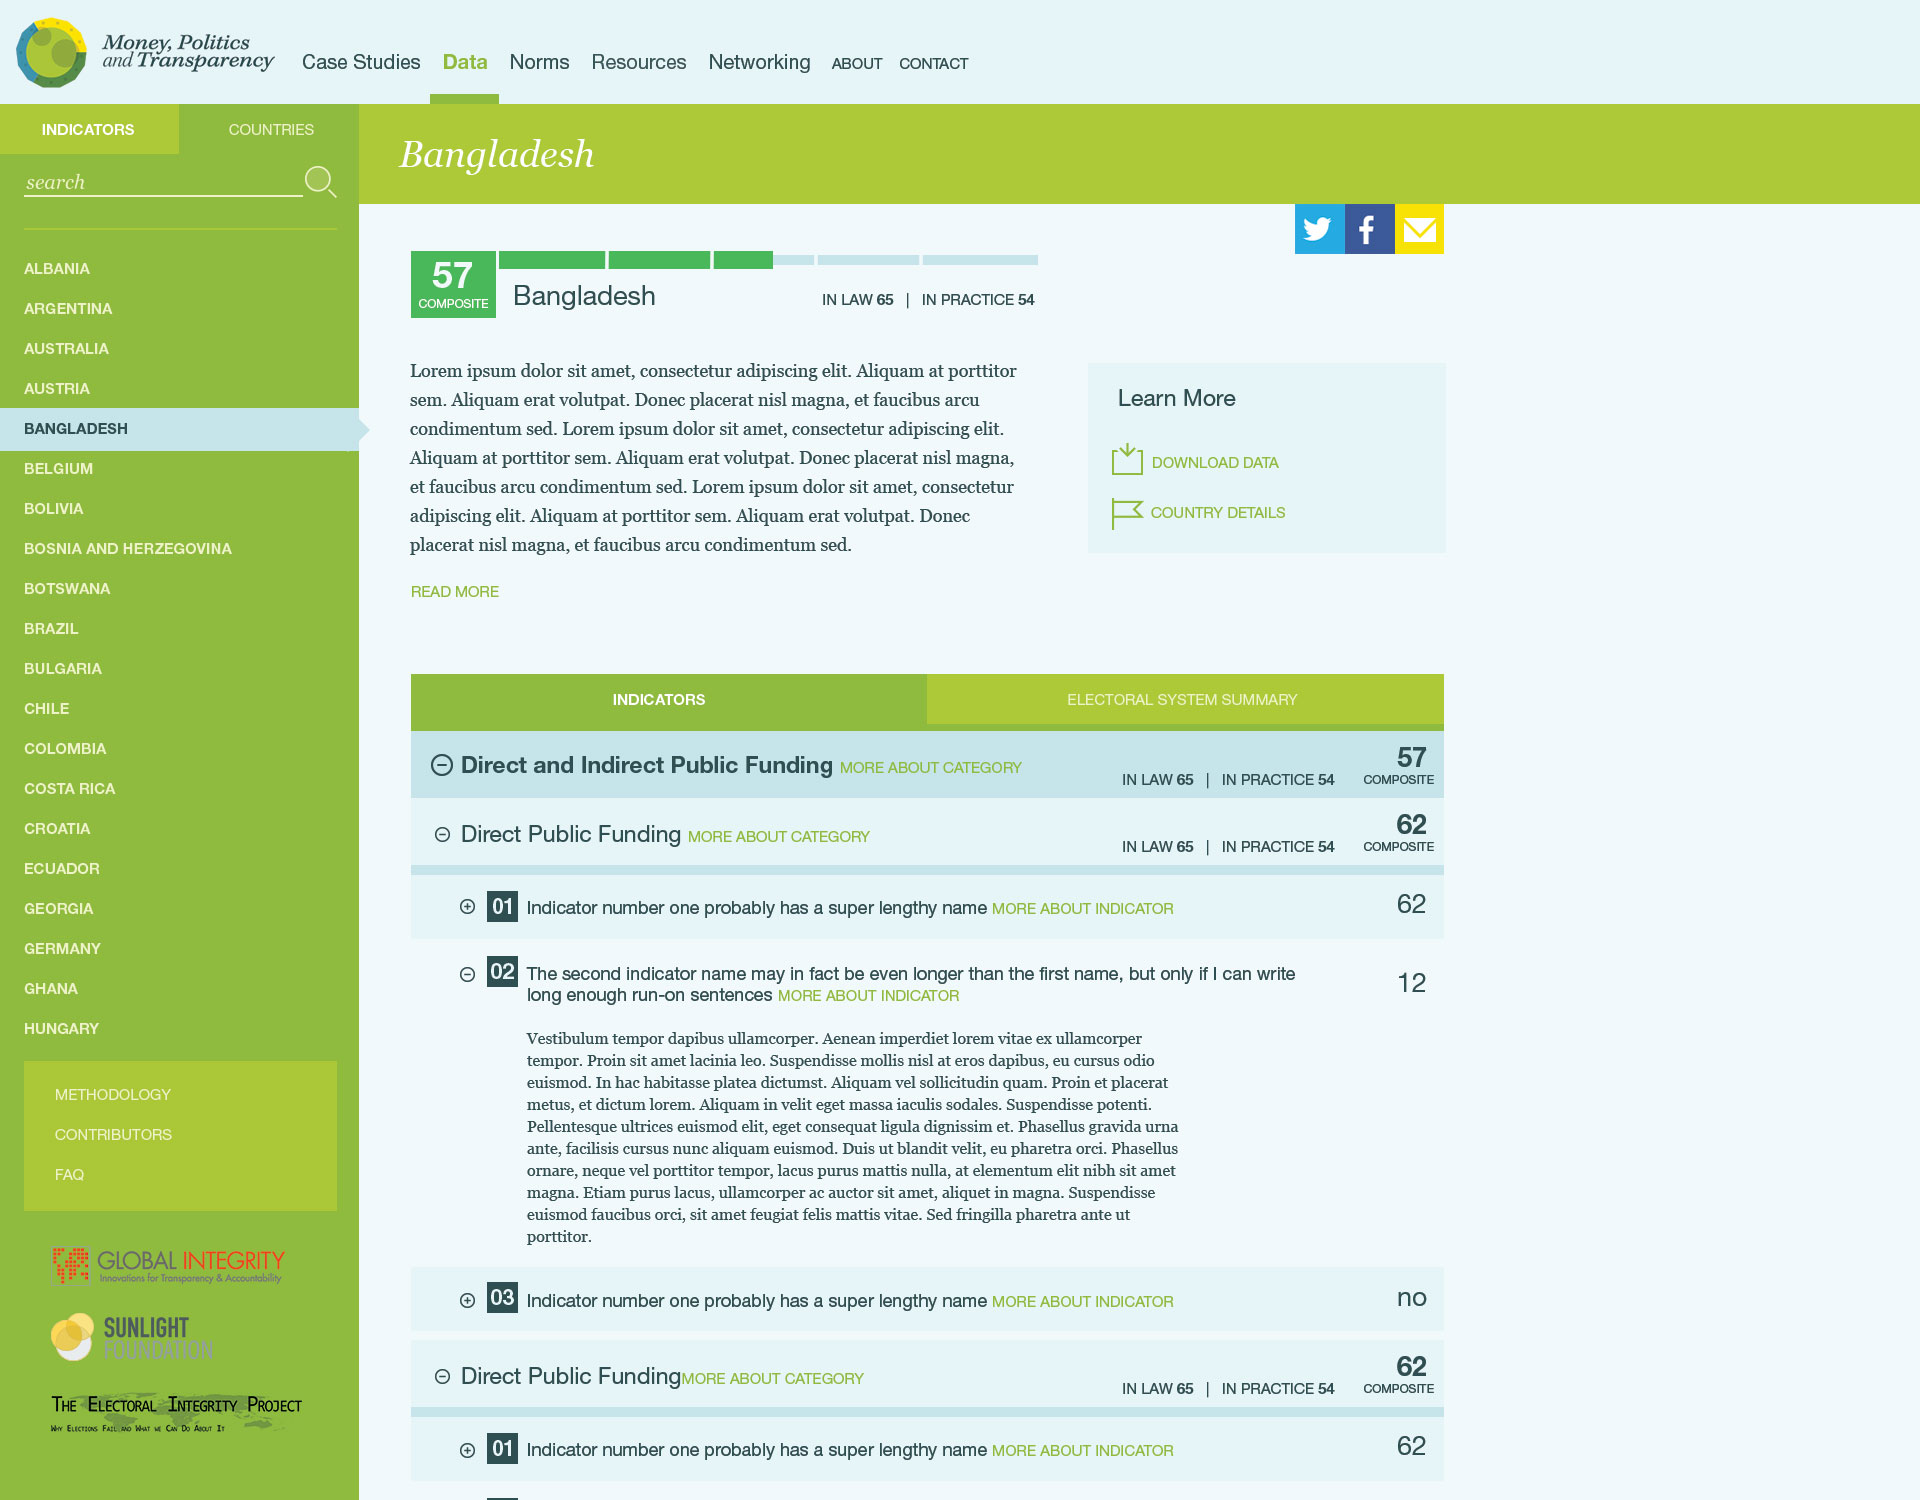 Money, Politics
and Transparency
Case Studies Data Norms Resources Networking ABOUT CONTACT
INDICATORS COUNTRIES
search
ALBANIA
ARGENTINA
AUSTRALIA
AUSTRIA
BANGLADESH
BELGIUM
BOLIVIA
BOSNIA AND HERZEGOVINA
BOTSWANA
BRAZIL
BULGARIA
CHILE
COLOMBIA
COSTA RICA
CROATIA
ECUADOR
GEORGIA
GERMANY
GHANA
HUNGARY
METHODOLOGY
CONTRIBUTORS
FAQ
GLOBAL INTEGRITY
Innovations for Transparency & Accountability
SUNLIGHT
FOUNDATION
THE ELECTORAL INTEGRITY PROJECT
WHY ELECTIONS FAIL AND WHAT WE CAN DO ABOUT IT
Bangladesh
57
COMPOSITE
Bangladesh
IN LAW 65 | IN PRACTICE 54
Lorem ipsum dolor sit amet, consectetur adipiscing elit. Aliquam at porttitor
sem. Aliquam erat volutpat. Donec placerat nisl magna, et faucibus arcu
condimentum sed. Lorem ipsum dolor sit amet, consectetur adipiscing elit.
Aliquam at porttitor sem. Aliquam erat volutpat. Donec placerat nisl magna,
et faucibus arcu condimentum sed. Lorem ipsum dolor sit amet, consectetur
adipiscing elit. Aliquam at porttitor sem. Aliquam erat volutpat. Donec
placerat nisl magna, et faucibus arcu condimentum sed.
READ MORE
Learn More
DOWNLOAD DATA
COUNTRY DETAILS
INDICATORS ELECTORAL SYSTEM SUMMARY
Direct and Indirect Public Funding MORE ABOUT CATEGORY
IN LAW 65 | IN PRACTICE 54
57
COMPOSITE
Direct Public Funding MORE ABOUT CATEGORY
IN LAW 65 | IN PRACTICE 54
62
COMPOSITE
01 Indicator number one probably has a super lengthy name MORE ABOUT INDICATOR 62
02 The second indicator name may in fact be even longer than the first name, but only if I can write
long enough run-on sentences MORE ABOUT INDICATOR
12
Vestibulum tempor dapibus ullamcorper. Aenean imperdiet lorem vitae ex ullamcorper
tempor. Proin sit amet lacinia leo. Suspendisse mollis nisl at eros dapibus, eu cursus odio
euismod. In hac habitasse platea dictumst. Aliquam vel sollicitudin quam. Proin et placerat
metus, et dictum lorem. Aliquam in velit eget massa iaculis sodales. Suspendisse potenti.
Pellentesque ultrices euismod elit, eget consequat ligula dignissim et. Phasellus gravida urna
ante, facilisis cursus nunc aliquam euismod. Duis ut blandit velit, eu pharetra orci. Phasellus
ornare, neque vel porttitor tempor, lacus purus mattis nulla, at elementum elit nibh sit amet
magna. Etiam purus lacus, ullamcorper ac auctor sit amet, aliquet in magna. Suspendisse
euismod faucibus orci, sit amet feugiat felis mattis vitae. Sed fringilla pharetra ante ut
porttitor.
03 Indicator number one probably has a super lengthy name MORE ABOUT INDICATOR no
Direct Public Funding MORE ABOUT CATEGORY
IN LAW 65 | IN PRACTICE 54
62
COMPOSITE
01 Indicator number one probably has a super lengthy name MORE ABOUT INDICATOR 62